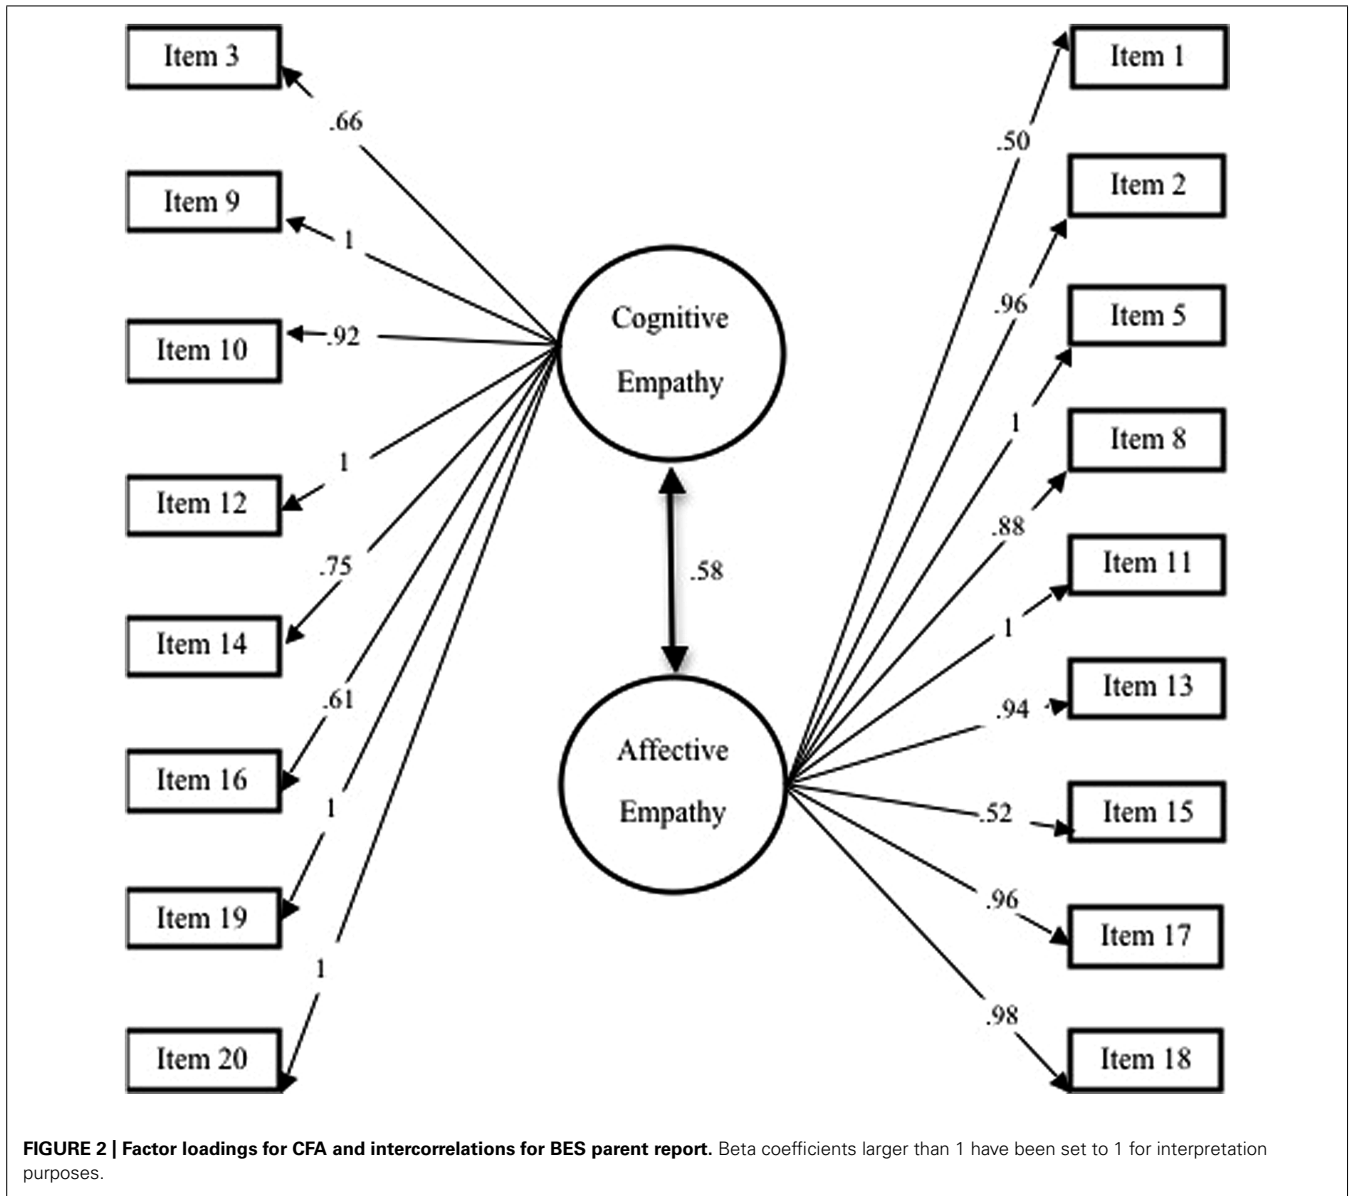 Item 3
.66
Item 9
1
Item 10
.92
Item 12
1
Item 14
.75
Item 16
.61
Item 19
1
Item 20
1
Cognitive
Empathy
.58
Affective
Empathy
Item 1
.50
Item 2
.96
Item 5
1
Item 8
.88
Item 11
1
Item 13
.94
Item 15
.52
Item 17
.96
Item 18
.98
FIGURE 2 | Factor loadings for CFA and intercorrelations for BES parent report. Beta coefficients larger than 1 have been set to 1 for interpretation
purposes.